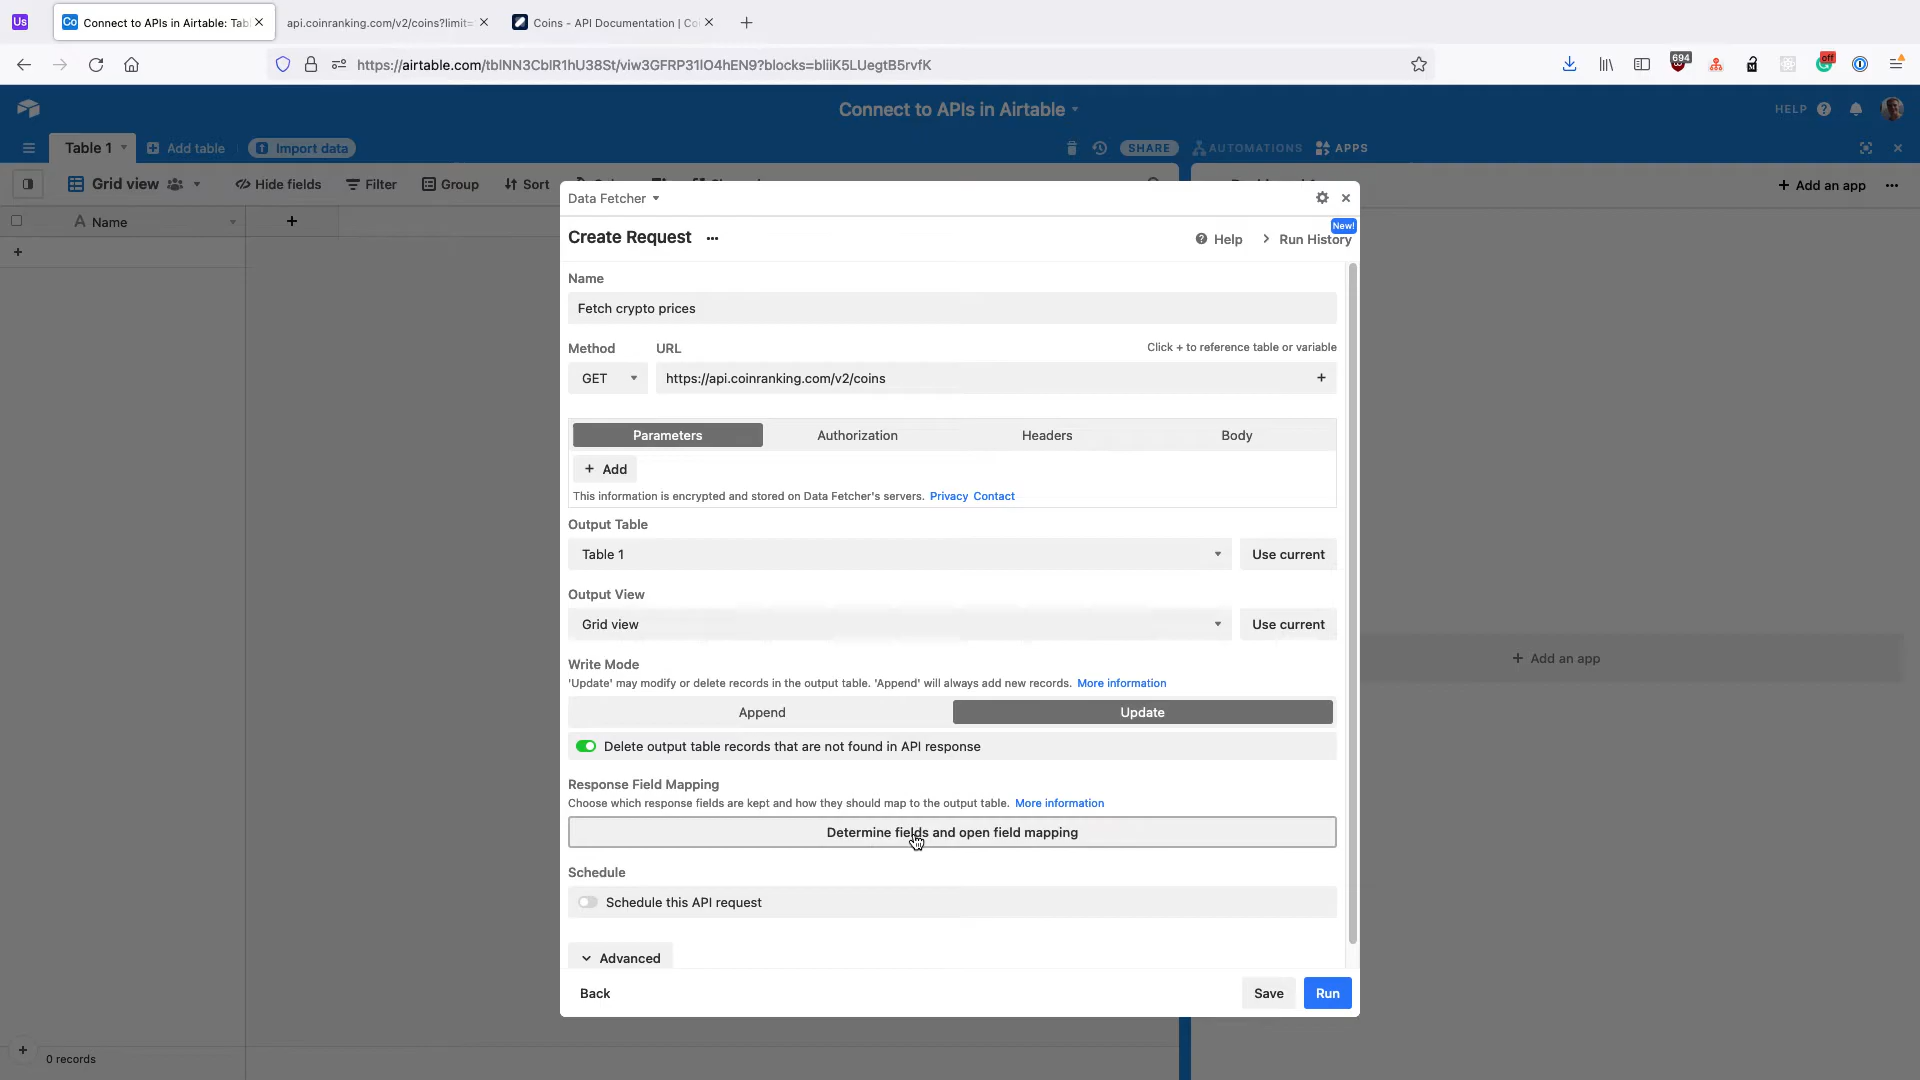 Us
Co Connect to APIs in Airtable: Tab
api.coinranking.com/v2/coins?limit=
Coins - API Documentation | Co
https://airtable.com/tblNN3CbIR1hU38St/viw3GFRP31IO4hEN9?blocks=bliiK5LUegtB5rvfK
694
off
Connect to APIs in Airtable
HELP
Table 1
Add table
Import data
SHARE
AUTOMATIONS
APPS
Grid view
Hide fields
Filter
Group
Sort
Add an app
A Name
Data Fetcher
Create Request
Help
Run History
New!
Name
Fetch crypto prices
Method
URL
Click + to reference table or variable
GET
https://api.coinranking.com/v2/coins
+
Parameters
Authorization
Headers
Body
+ Add
This information is encrypted and stored on Data Fetcher's servers. Privacy Contact
Output Table
Table 1
Use current
Output View
Grid view
Use current
Write Mode
'Update' may modify or delete records in the output table. 'Append' will always add new records. More information
Append
Update
Delete output table records that are not found in API response
Response Field Mapping
Choose which response fields are kept and how they should map to the output table. More information
Determine fields and open field mapping
Schedule
Schedule this API request
Advanced
Back
Save
Run
+ Add an app
0 records